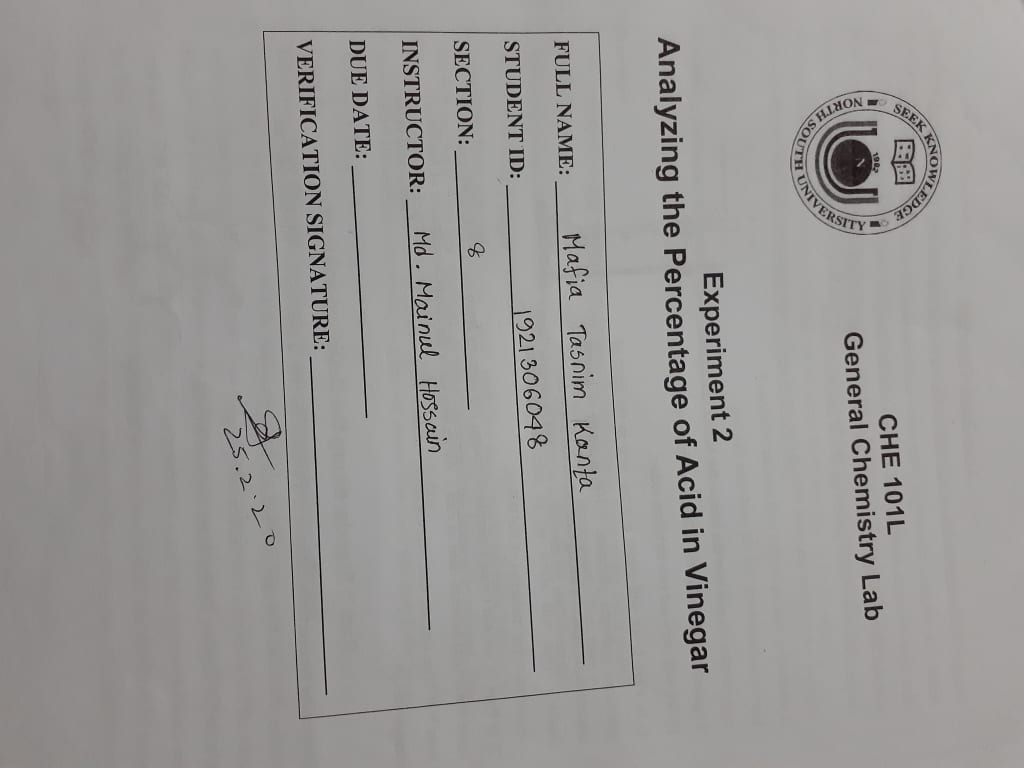 SEEK KNOWLEDGE
1992
N
NORTH SOUTH UNIVERSITY
CHE 101L
General Chemistry Lab
Experiment 2
Analyzing the Percentage of Acid in Vinegar
FULL NAME: Mafia Tasnim Kanta
STUDENT ID: 1921306048
SECTION: 8
INSTRUCTOR: Md. Mainul Hossain
DUE DATE:
VERIFICATION SIGNATURE:
25.2.20